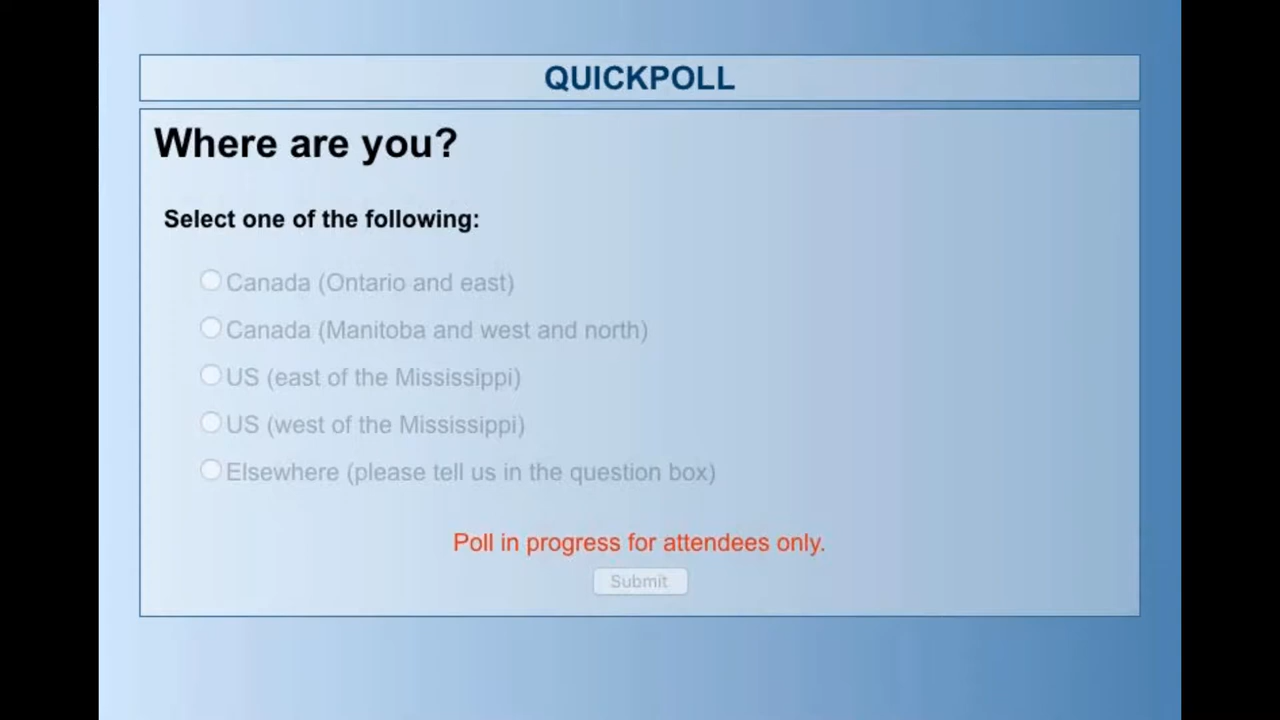 QUICKPOLL
Where are you?
Select one of the following:
Canada (Ontario and east)
Canada (Manitoba and west and north)
US (east of the Mississippi)
US (west of the Mississippi)
Elsewhere (please tell us in the question box)
Poll in progress for attendees only.
Submit